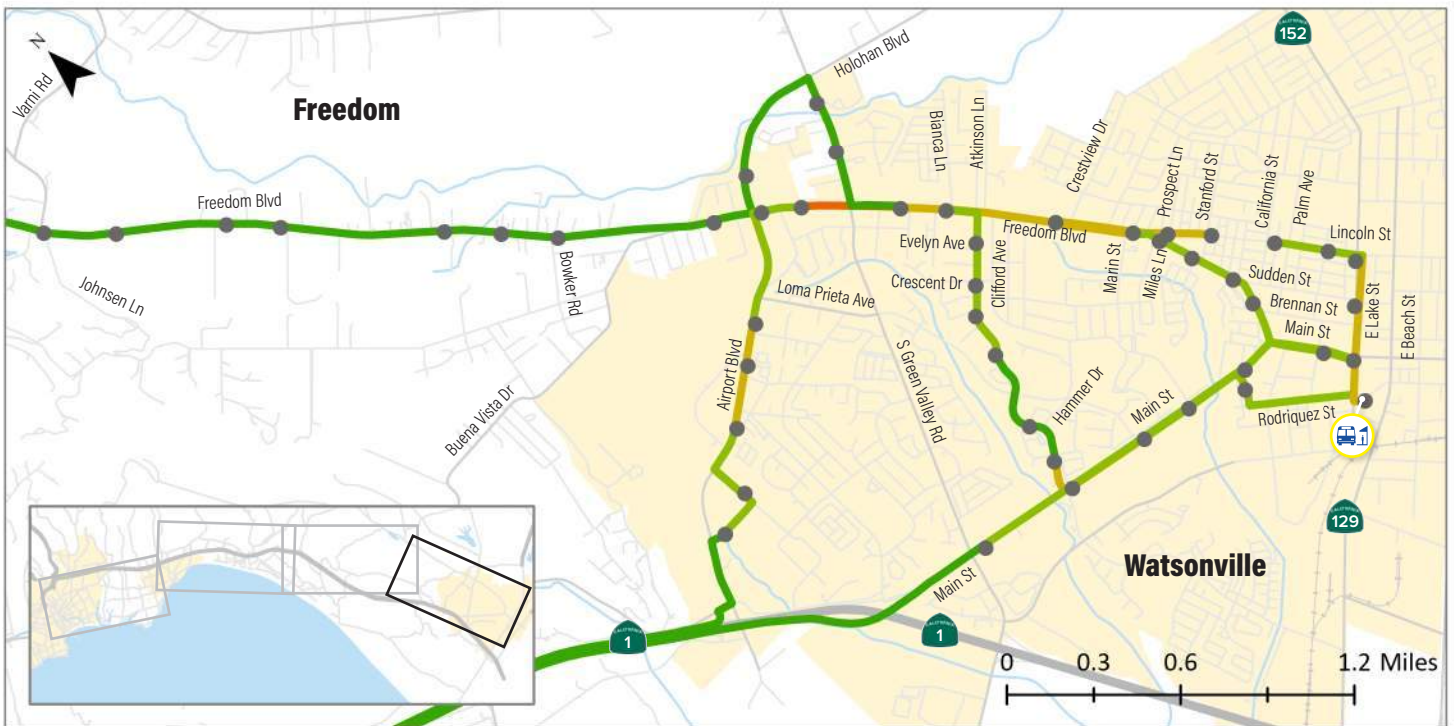 152
N
Varni Rd
Freedom
Holohan Blvd
Bianca Ln
Atkinson Ln
Crestview Dr
Prospect Ln
Stanford St
California St
Palm Ave
Freedom Blvd
Lincoln St
Evelyn Ave
Freedom Blvd
Marin St
Miles Ln
Bowker Rd
Crescent Dr
Clifford Ave
Sudden St
Johnsen Ln
Loma Prieta Ave
Brennan St
E Lake St
E Beach St
Main St
S Green Valley Rd
Airport Blvd
Hammer Dr
Main St
Rodriquez St
Buena Vista Dr
129
Watsonville
Main St
1
1
0 0.3 0.6 1.2 Miles